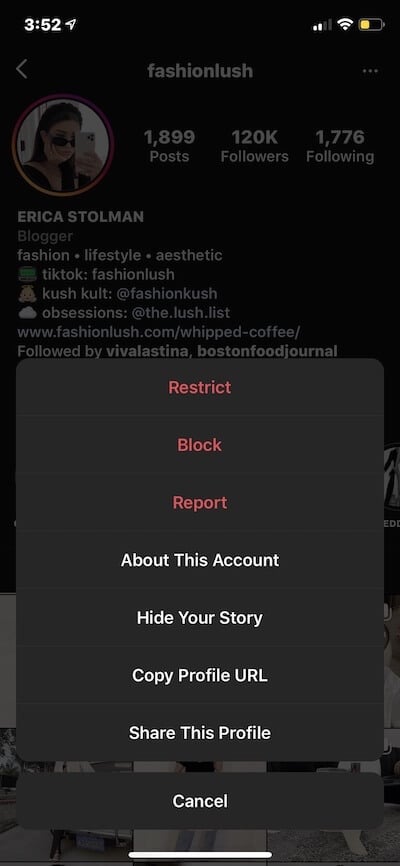 3:52
fashionlush
1,899 120K 1,776
Posts Followers Following
ERICA STOLMAN
Blogger
fashion • lifestyle • aesthetic
tiktok: fashionlush
kush kult: @fashionkush
obsessions: @the.lush.list
www.fashionlush.com/whipped-coffee/
Followed by vivalastina, bostonfoodjournal
Restrict
Block
Report
About This Account
Hide Your Story
Copy Profile URL
Share This Profile
Cancel